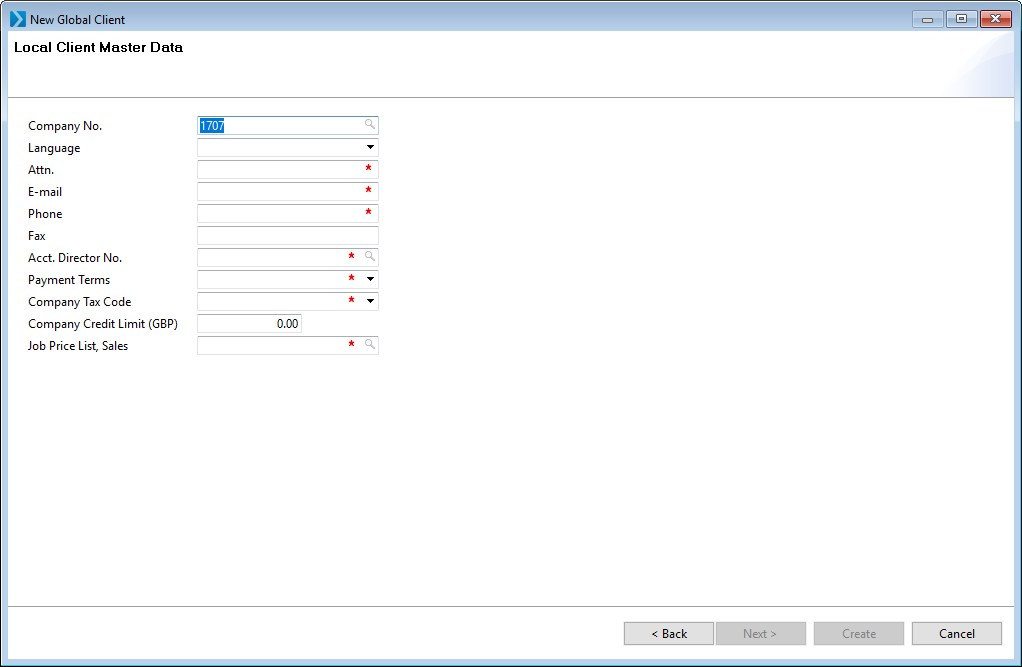 New Global Client
Local Client Master Data
Company No. 1707
Language
Attn. *
E-mail *
Phone *
Fax
Acct. Director No. *
Payment Terms *
Company Tax Code *
Company Credit Limit (GBP) 0.00
Job Price List, Sales *
< Back Next > Create Cancel